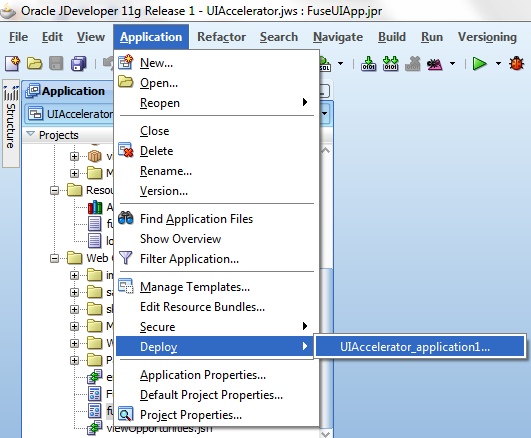 Oracle JDeveloper 11g Release 1 - UIAccelerator.jws : FuseUIApp.jpr
File Edit View Application Refactor Search Navigate Build Run Versioning
Structure
Application
UIAccelerator
Projects
Resou
Web C
viewOpportunities.jsff
New...
Open...
Reopen
Close
Delete
Rename...
Version...
Find Application Files
Show Overview
Filter Application...
Manage Templates...
Edit Resource Bundles...
Secure
Deploy
UIAccelerator_application1...
Application Properties...
Default Project Properties...
Project Properties...